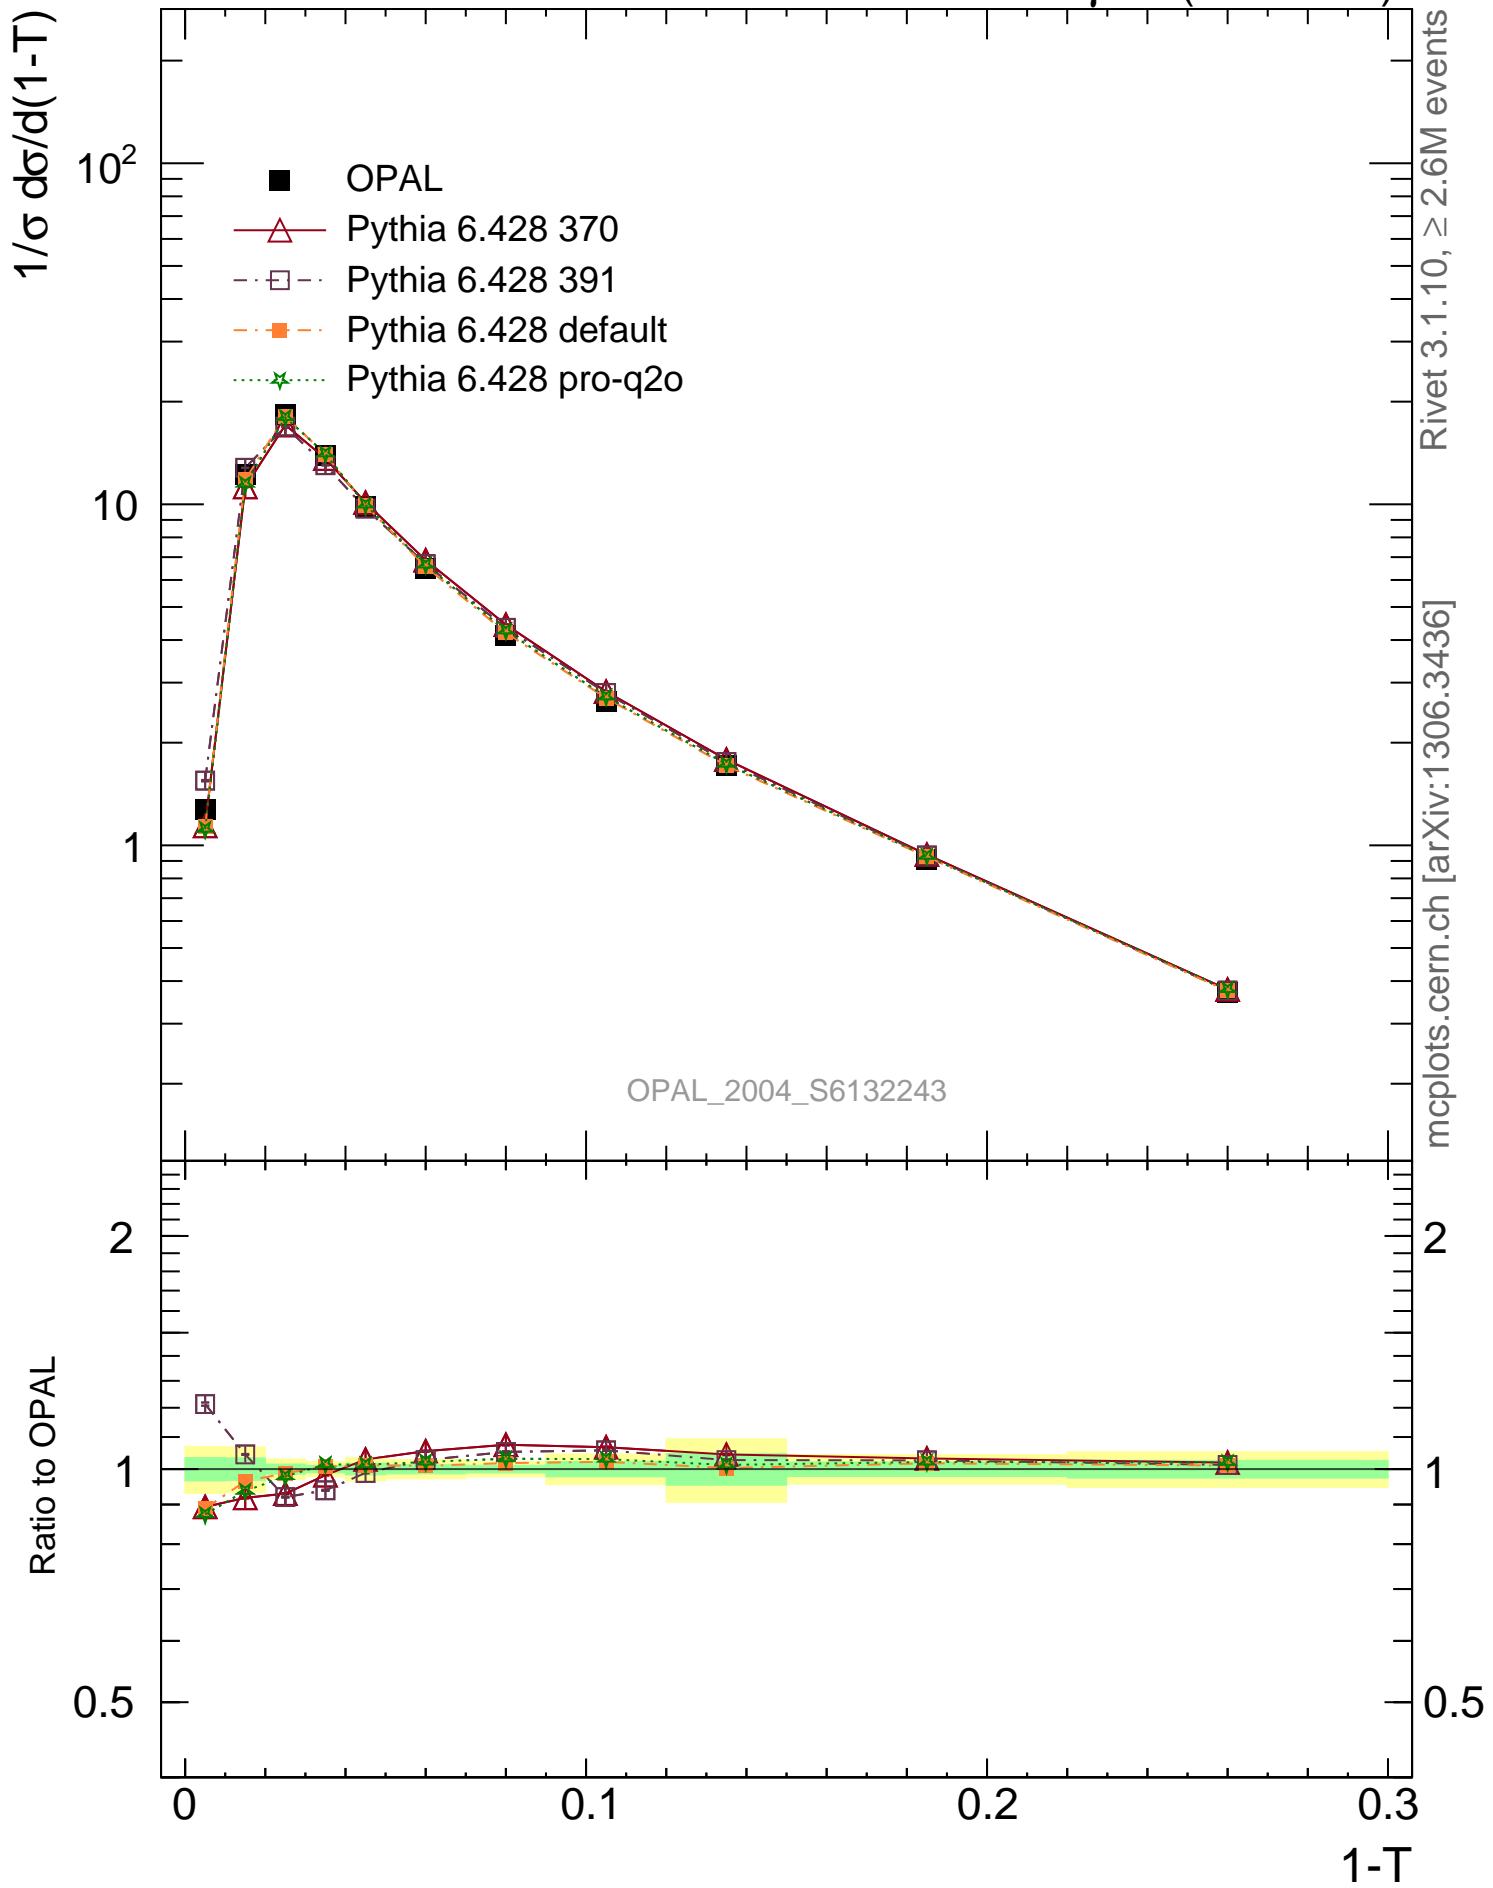 1/σ dσ/d(1-T)
10²
10
1
OPAL
Pythia 6.428 370
Pythia 6.428 391
Pythia 6.428 default
Pythia 6.428 pro-q2o
OPAL_2004_S6132243
Rivet 3.1.10, ≥ 2.6M events
mcplots.cern.ch [arXiv:1306.3436]
Ratio to OPAL
2
1
0.5
2
1
0.5
0
0.1
0.2
0.3
1-T